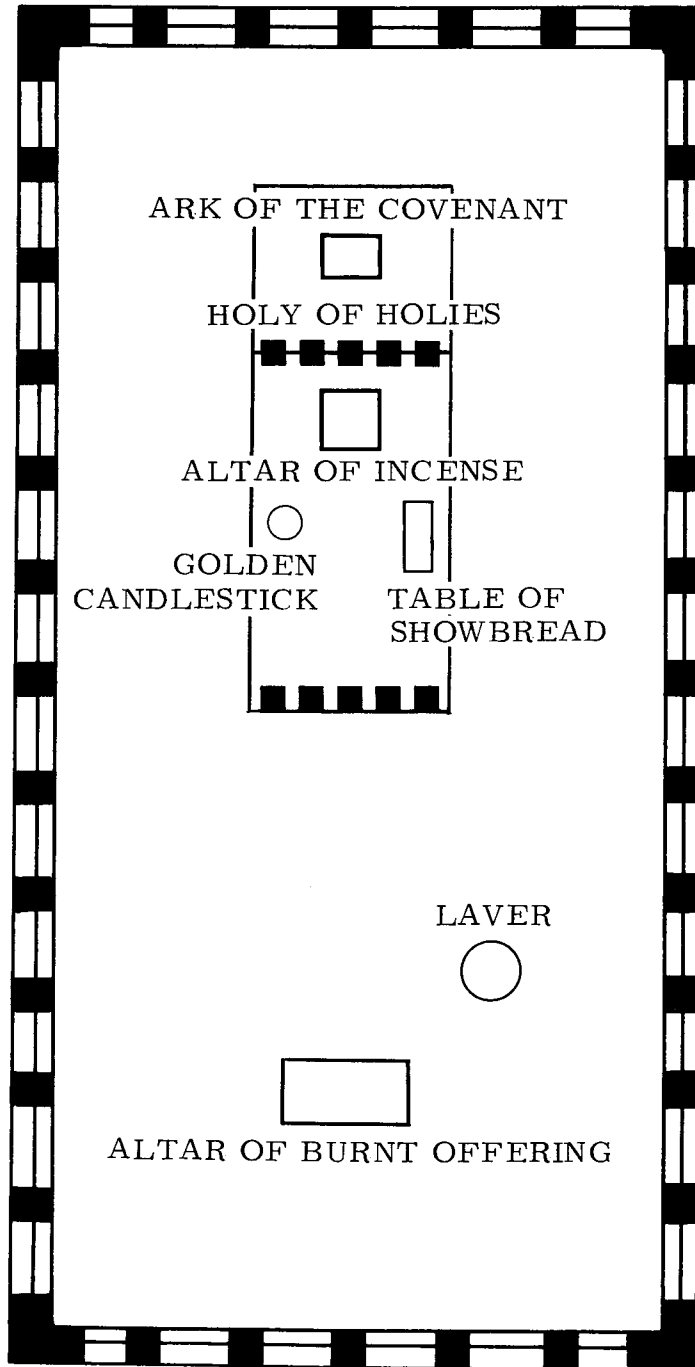 ARK OF THE COVENANT
HOLY OF HOLIES
ALTAR OF INCENSE
GOLDEN
CANDLESTICK
TABLE OF
SHOWBREAD
LAVER
ALTAR OF BURNT OFFERING